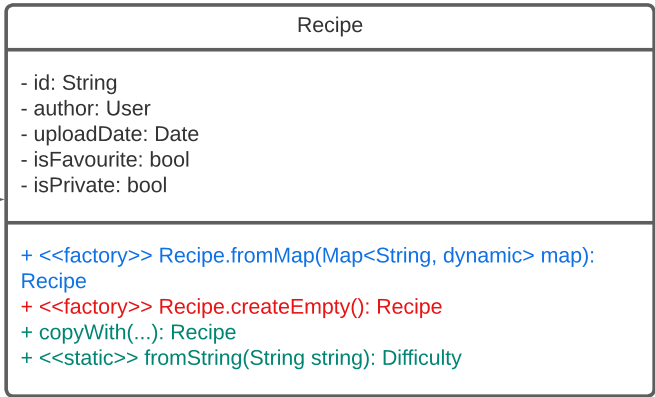 Recipe
- id: String
- author: User
- uploadDate: Date
- isFavourite: bool
- isPrivate: bool
+ <<factory>> Recipe.fromMap(Map<String, dynamic> map):
Recipe
+ <<factory>> Recipe.createEmpty(): Recipe
+ copyWith(...): Recipe
+ <<static>> fromString(String string): Difficulty